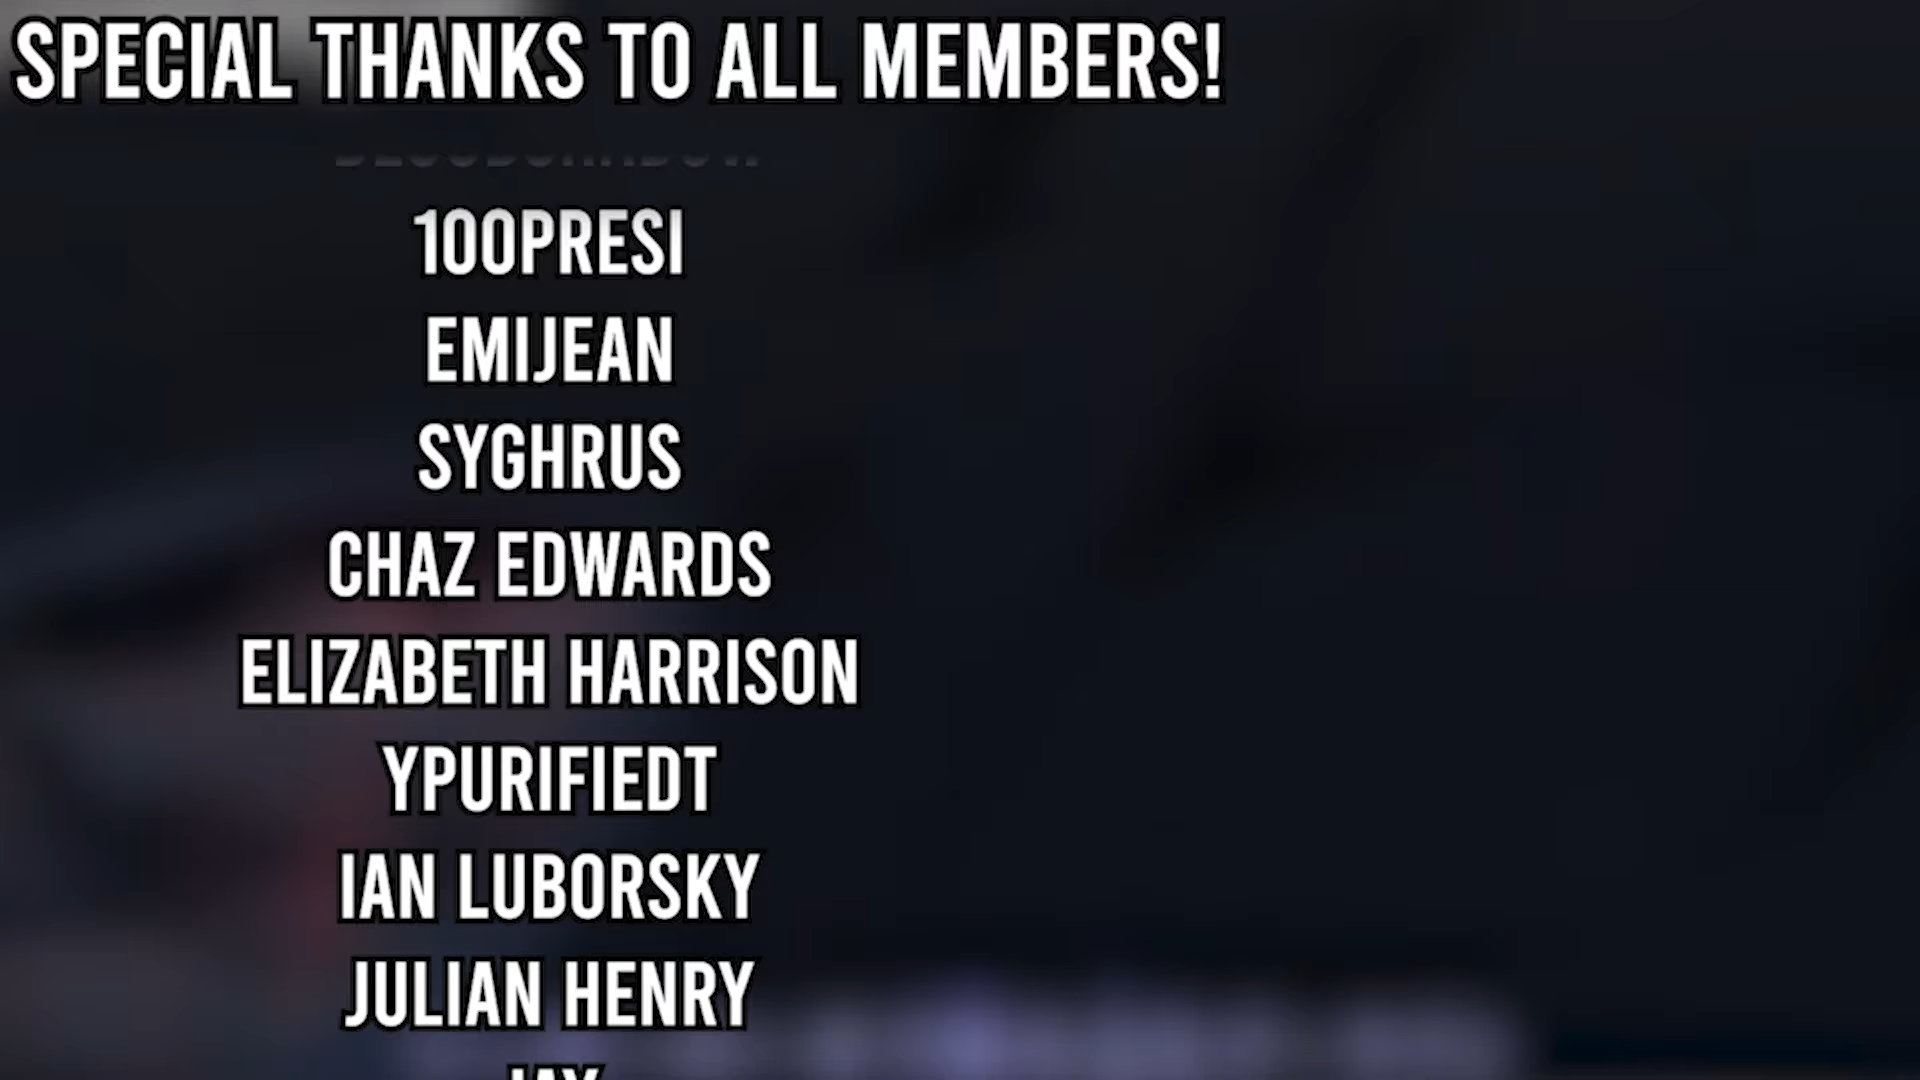 SPECIAL THANKS TO ALL MEMBERS!
100PRESI
EMIJEAN
SYGHRUS
CHAZ EDWARDS
ELIZABETH HARRISON
YPURIFIEDT
IAN LUBORSKY
JULIAN HENRY